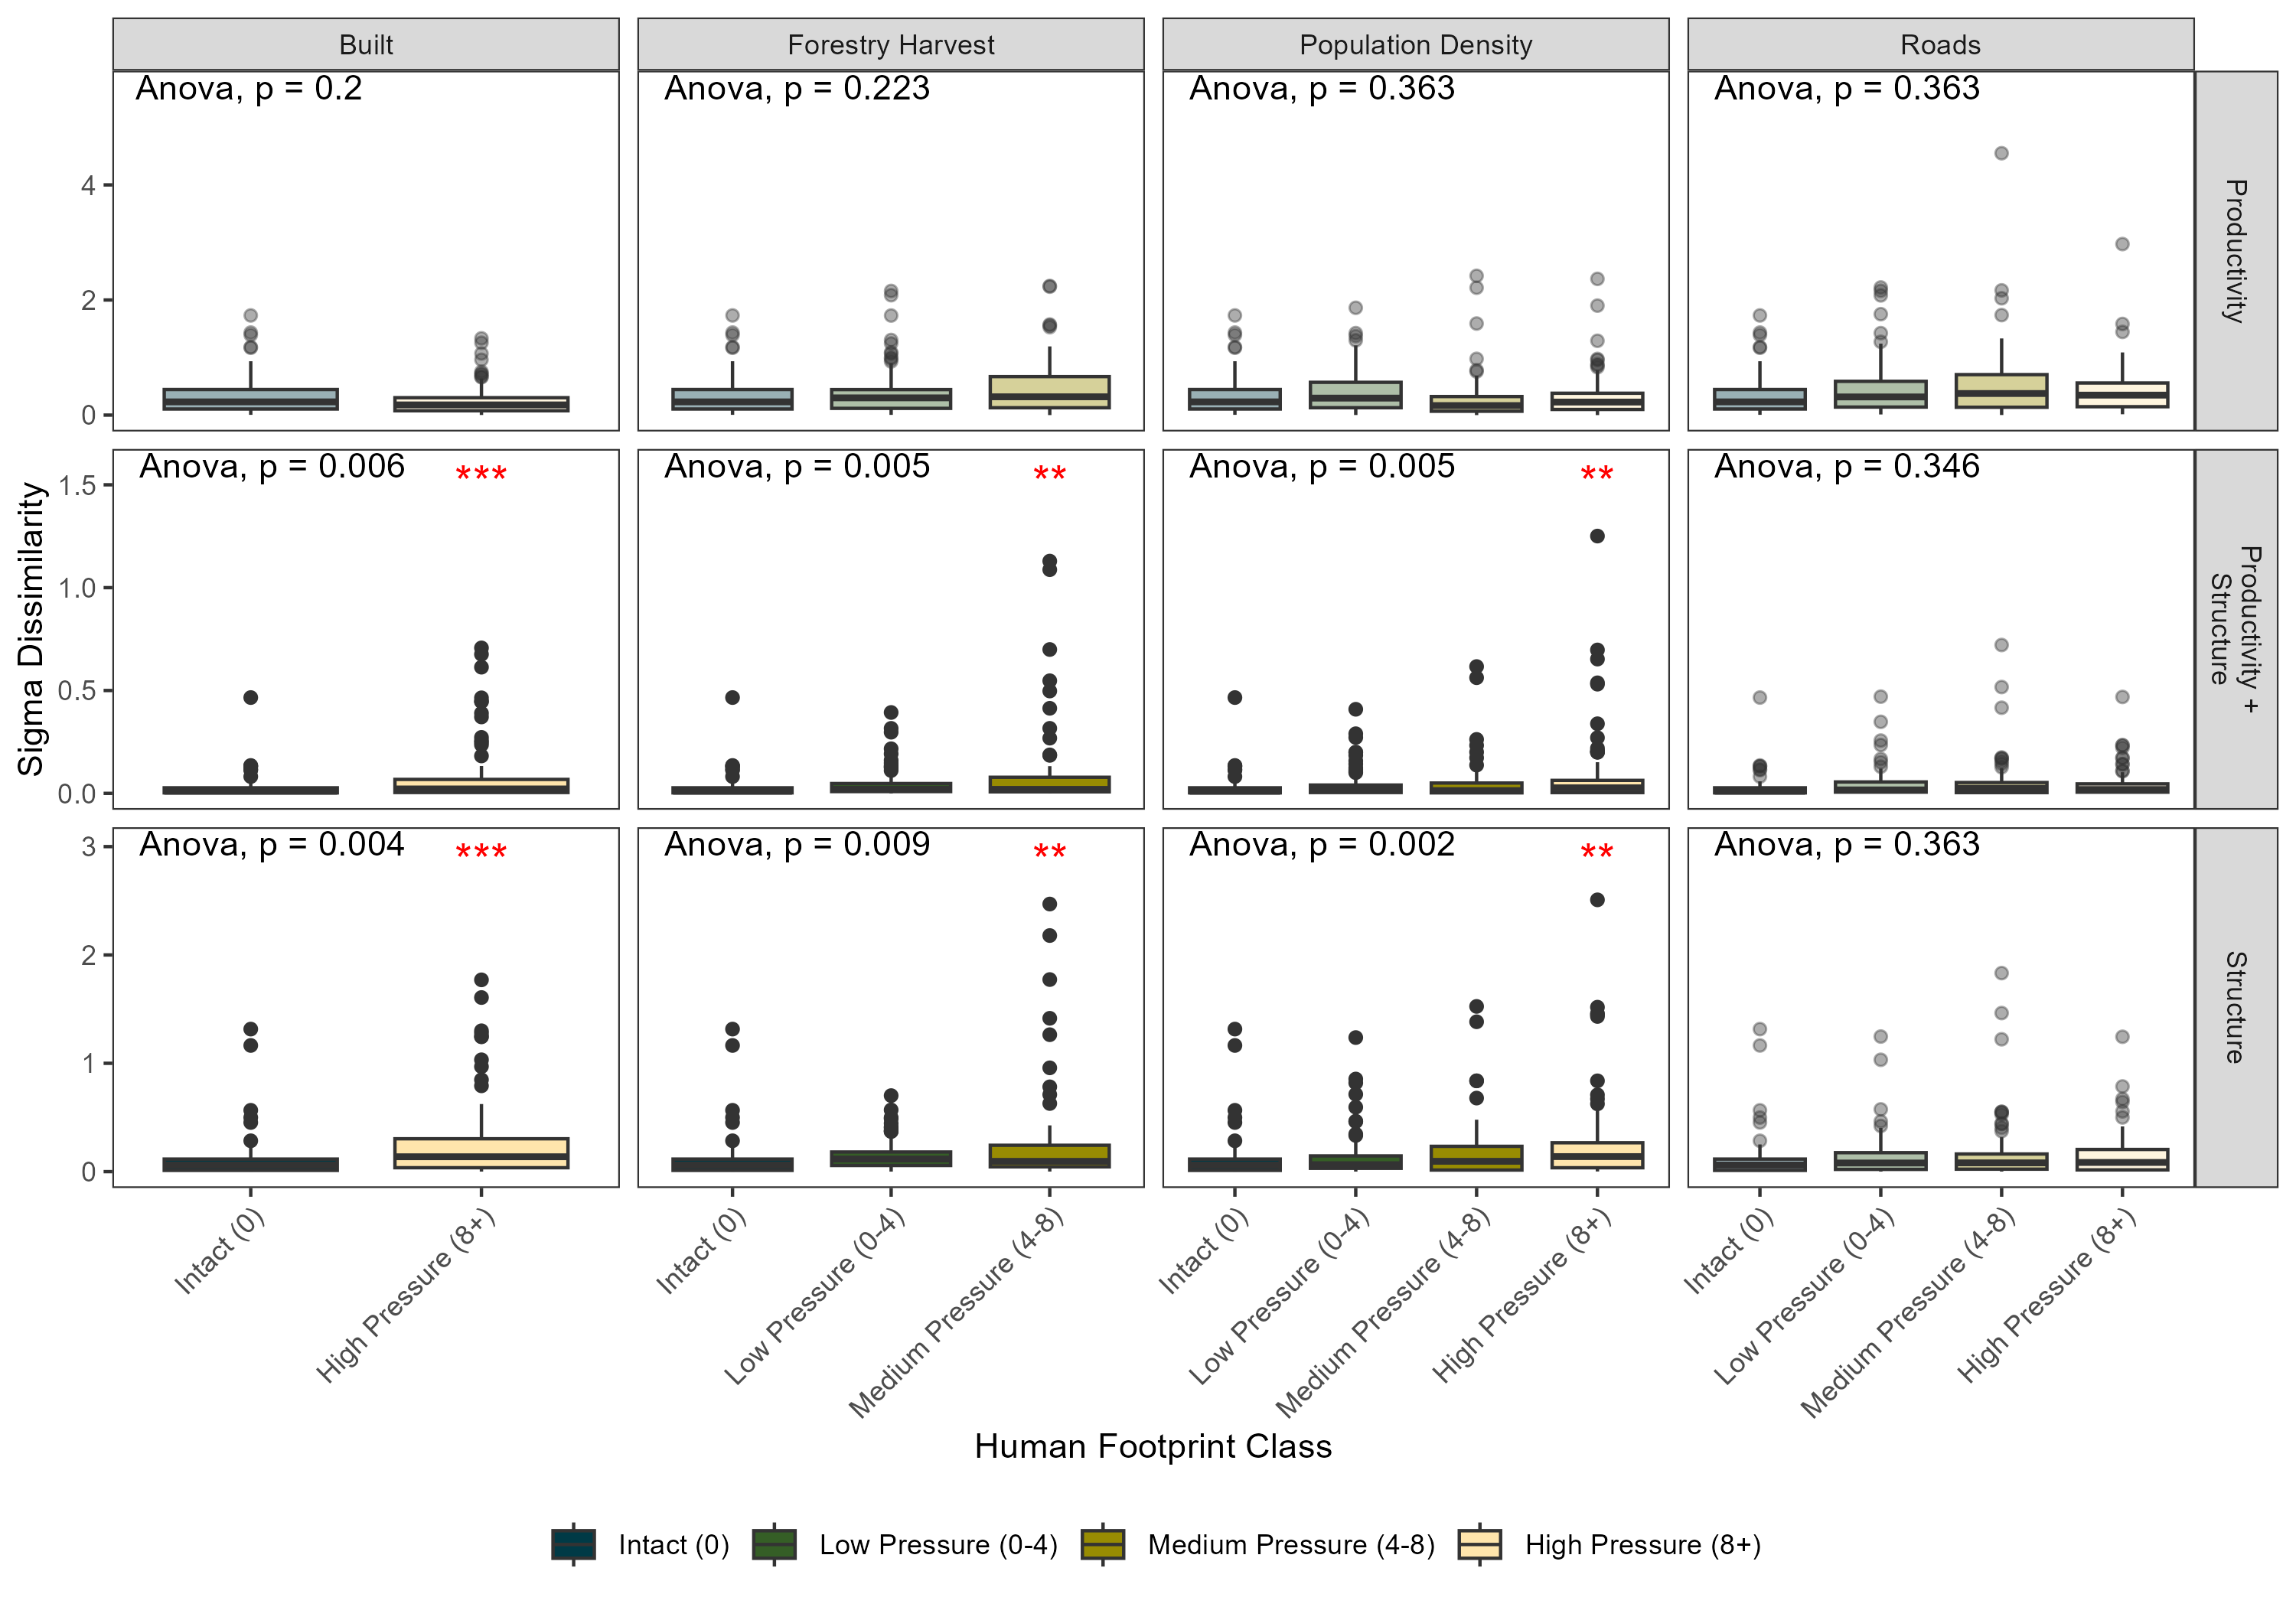 Built
Forestry Harvest
Population Density
Roads
Anova, p = 0.2
Anova, p = 0.223
Anova, p = 0.363
Anova, p = 0.363
4
2
0
Productivity
Anova, p = 0.006
***
Anova, p = 0.005
**
Anova, p = 0.005
**
Anova, p = 0.346
1.5
1.0
0.5
0.0
Productivity +
Structure
Sigma Dissimilarity
Anova, p = 0.004
***
Anova, p = 0.009
**
Anova, p = 0.002
**
Anova, p = 0.363
3
2
1
0
Structure
Intact (0)
High Pressure (8+)
Intact (0)
Low Pressure (0-4)
Medium Pressure (4-8)
Intact (0)
Low Pressure (0-4)
Medium Pressure (4-8)
High Pressure (8+)
Intact (0)
Low Pressure (0-4)
Medium Pressure (4-8)
High Pressure (8+)
Human Footprint Class
Intact (0)
Low Pressure (0-4)
Medium Pressure (4-8)
High Pressure (8+)